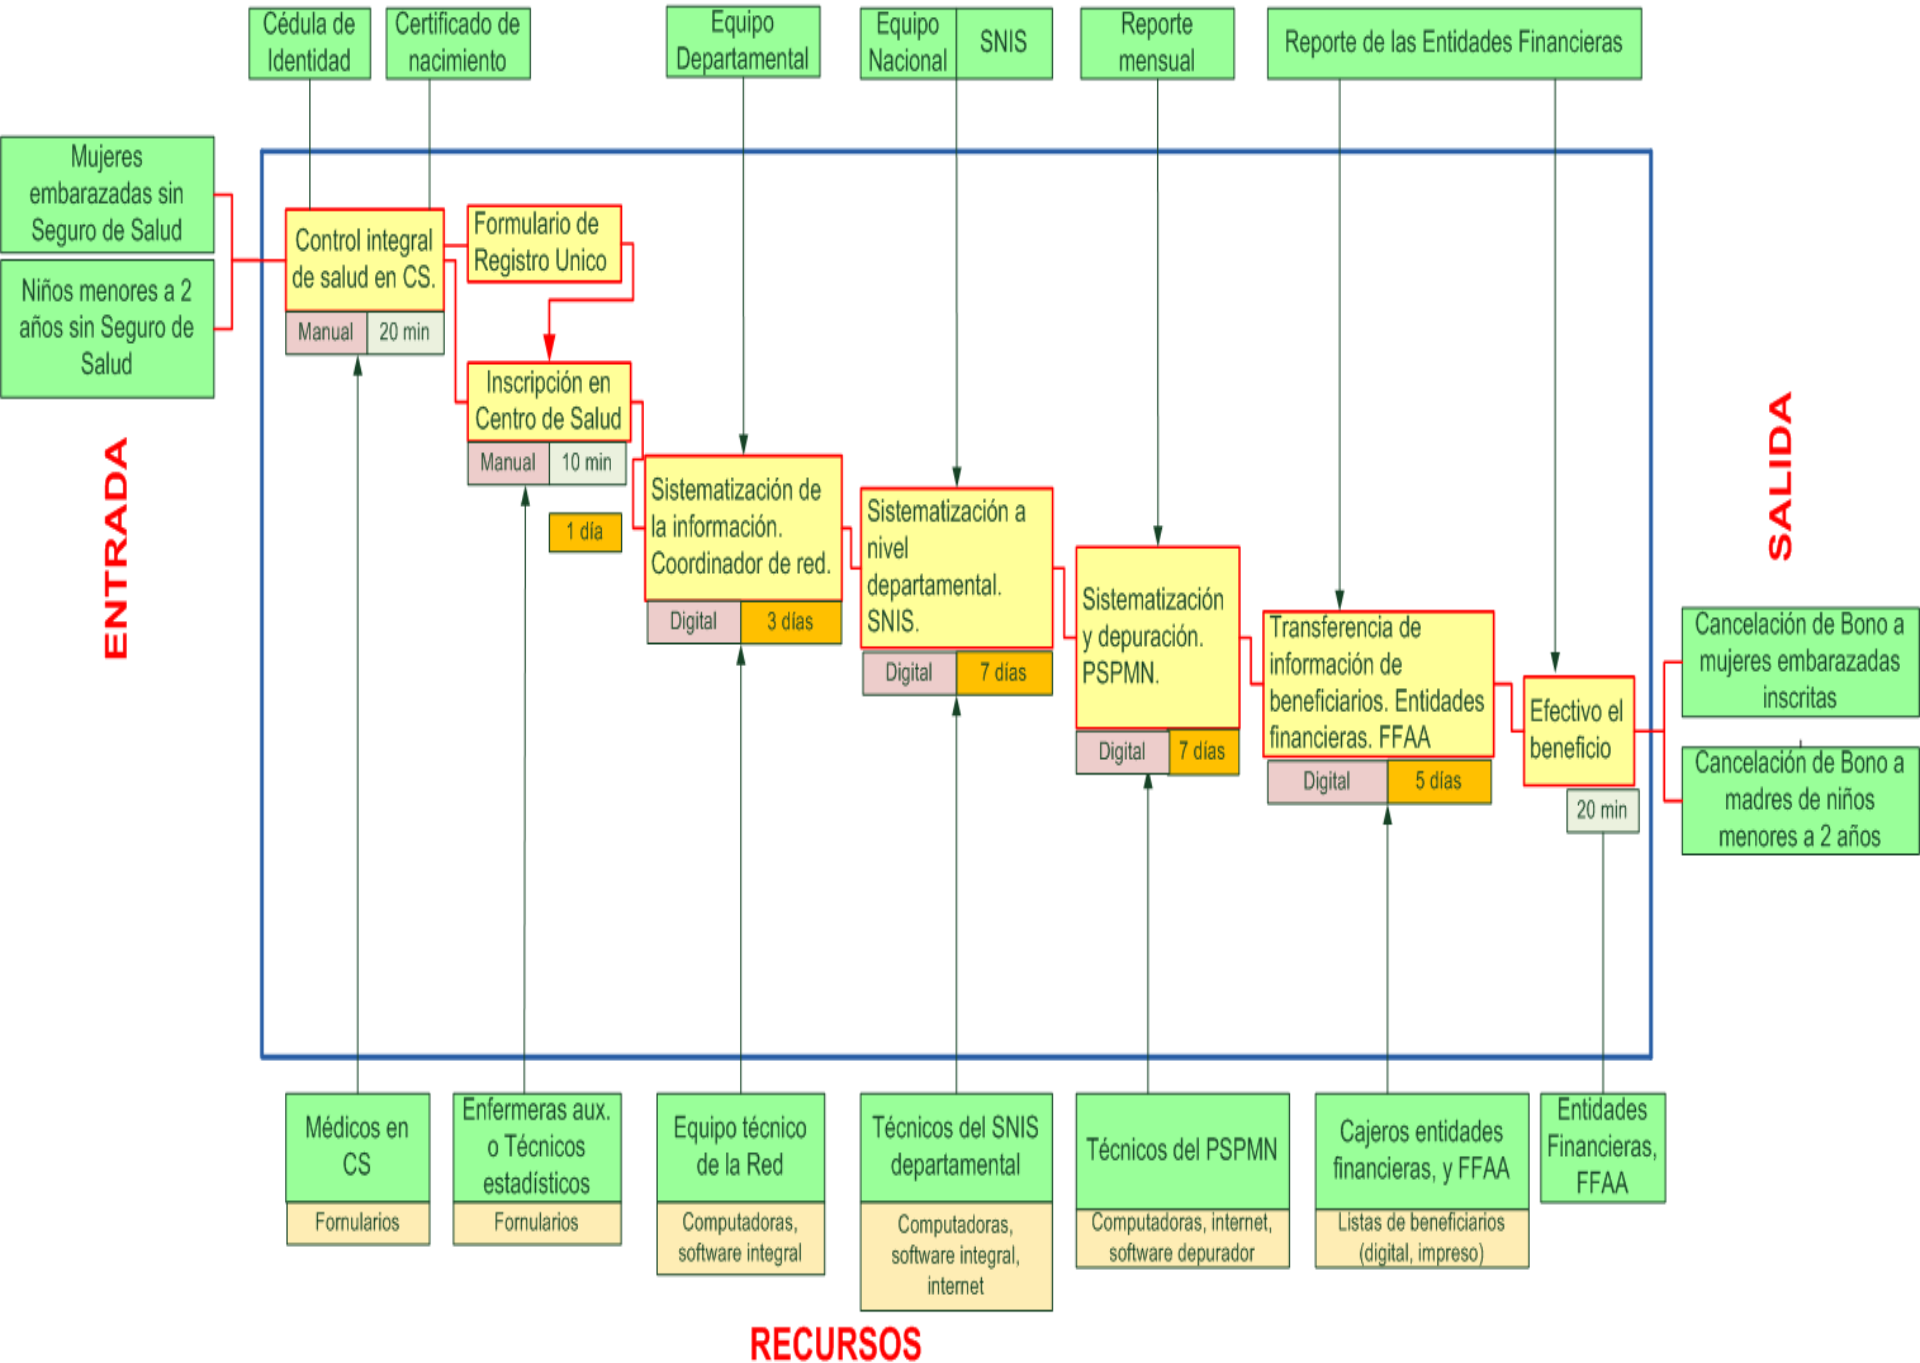 Cédula de
Identidad
Certificado de
nacimiento
Equipo
Departamental
Equipo
Nacional
SNIS
Reporte
mensual
Reporte de las Entidades Financieras
Mujeres
embarazadas sin
Seguro de Salud
Niños menores a 2
años sin Seguro de
Salud
ENTRADA
Control integral
de salud en CS.
Manual
20 min
Formulario de
Registro Unico
Inscripción en
Centro de Salud
Manual
10 min
1 día
Sistematización de
la información.
Coordinador de red.
Digital
3 días
Sistematización a
nivel
departamental.
SNIS.
Digital
7 días
Sistematización
y depuración.
PSPMN.
Digital
7 días
Transferencia de
información de
beneficiarios. Entidades
financieras. FFAA
Digital
5 días
Efectivo el
beneficio
20 min
SALIDA
Cancelación de Bono a
mujeres embarazadas
inscritas
Cancelación de Bono a
madres de niños
menores a 2 años
Médicos en
CS
Fornularios
Enfermeras aux.
o Técnicos
estadísticos
Fornularios
Equipo técnico
de la Red
Computadoras,
software integral
Técnicos del SNIS
departamental
Computadoras,
software integral,
internet
Técnicos del PSPMN
Computadoras, internet,
software depurador
Cajeros entidades
financieras, y FFAA
Listas de beneficiarios
(digital, impreso)
Entidades
Financieras,
FFAA
RECURSOS